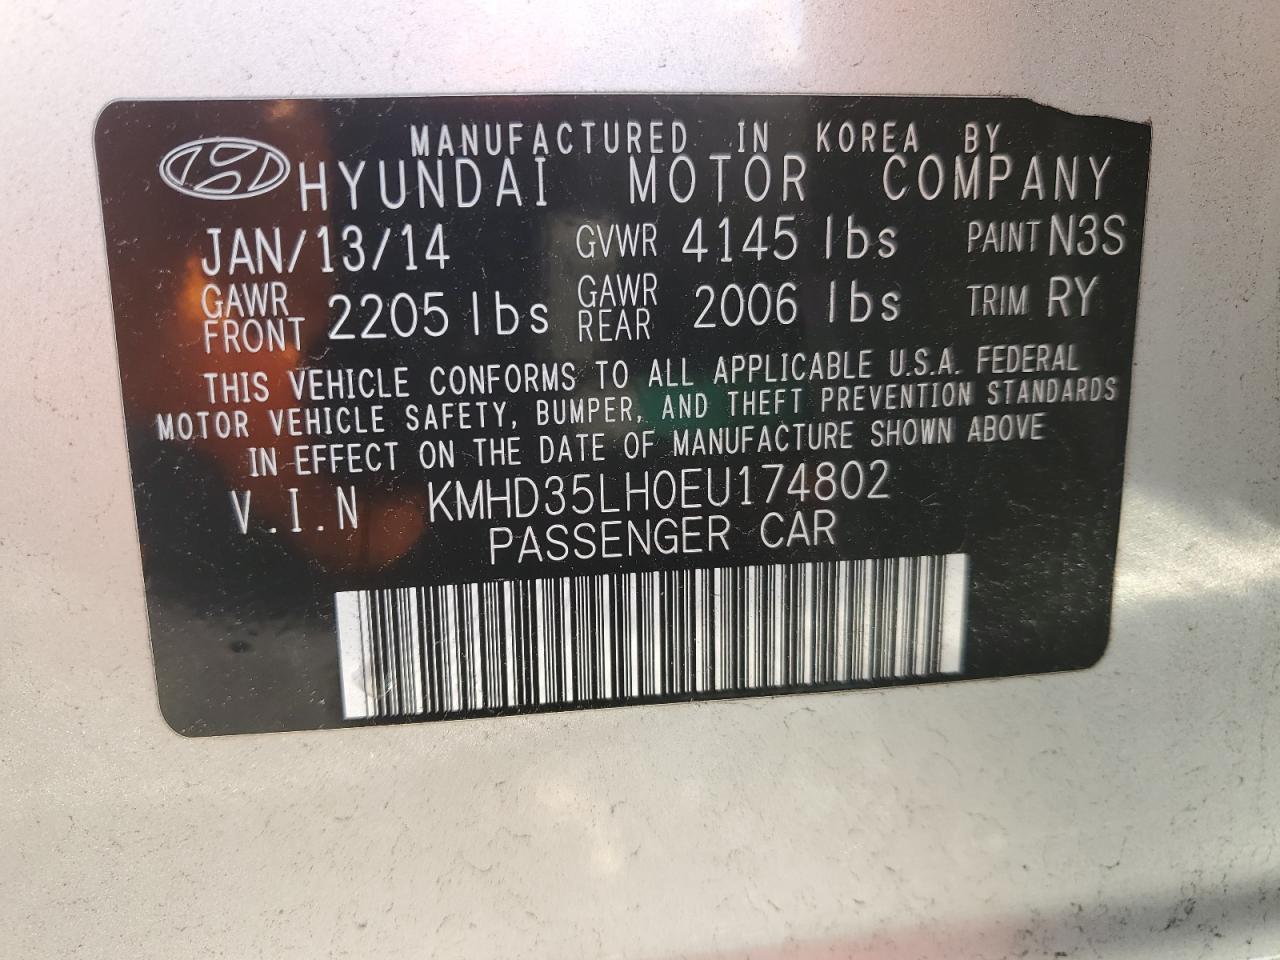 MANUFACTURED IN KOREA BY
HYUNDAI MOTOR COMPANY
JAN/13/14 GVWR 4145 lbs PAINT N3S
GAWR FRONT 2205 lbs GAWR REAR 2006 lbs TRIM RY
THIS VEHICLE CONFORMS TO ALL APPLICABLE U.S.A. FEDERAL
MOTOR VEHICLE SAFETY, BUMPER, AND THEFT PREVENTION STANDARDS
IN EFFECT ON THE DATE OF MANUFACTURE SHOWN ABOVE
V.I.N KMHD35LH0EU174802
PASSENGER CAR